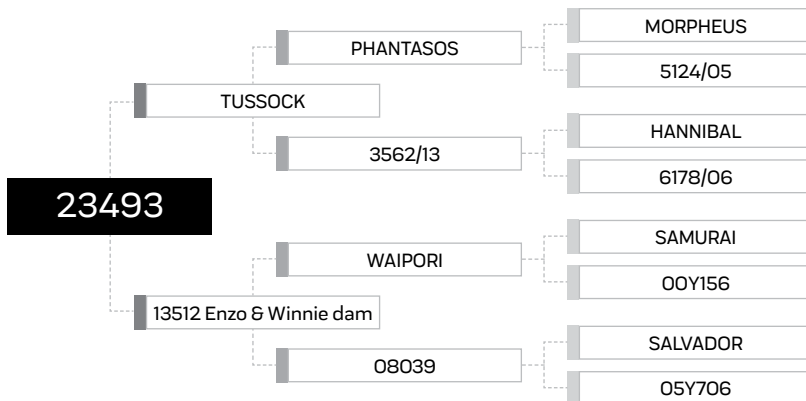 MORPHEUS
PHANTASOS
5124/05
TUSSOCK
HANNIBAL
3562/13
6178/06
23493
SAMURAI
WAIPORI
00Y156
13512 Enzo & Winnie dam
SALVADOR
08039
05Y706